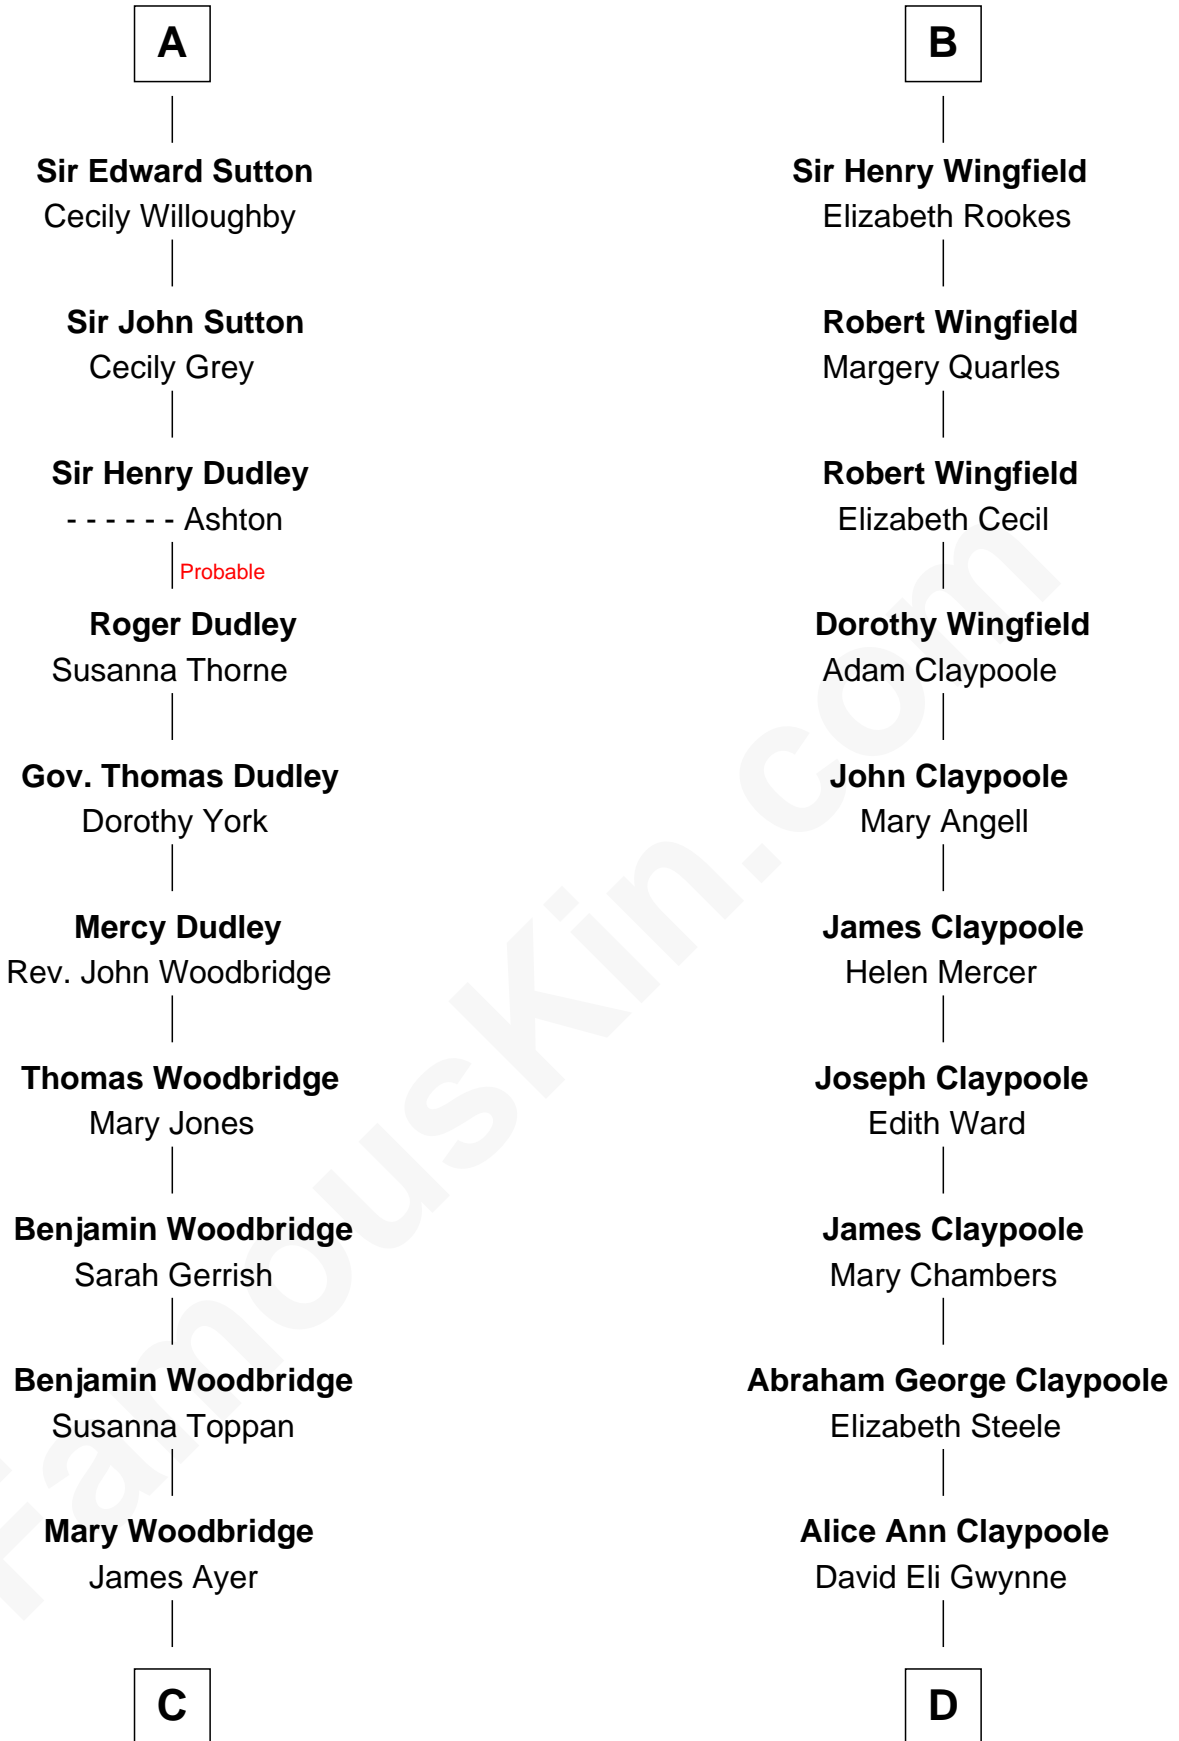 A
Sir Edward Sutton
Cecily Willoughby
Sir John Sutton
Cecily Grey
Sir Henry Dudley
- - - - - - Ashton
Probable
Roger Dudley
Susanna Thorne
Gov. Thomas Dudley
Dorothy York
Mercy Dudley
Rev. John Woodbridge
Thomas Woodbridge
Mary Jones
Benjamin Woodbridge
Sarah Gerrish
Benjamin Woodbridge
Susanna Toppan
Mary Woodbridge
James Ayer
C
B
Sir Henry Wingfield
Elizabeth Rookes
Robert Wingfield
Margery Quarles
Robert Wingfield
Elizabeth Cecil
Dorothy Wingfield
Adam Claypoole
John Claypoole
Mary Angell
James Claypoole
Helen Mercer
Joseph Claypoole
Edith Ward
James Claypoole
Mary Chambers
Abraham George Claypoole
Elizabeth Steele
Alice Ann Claypoole
David Eli Gwynne
D
FamousKin.com